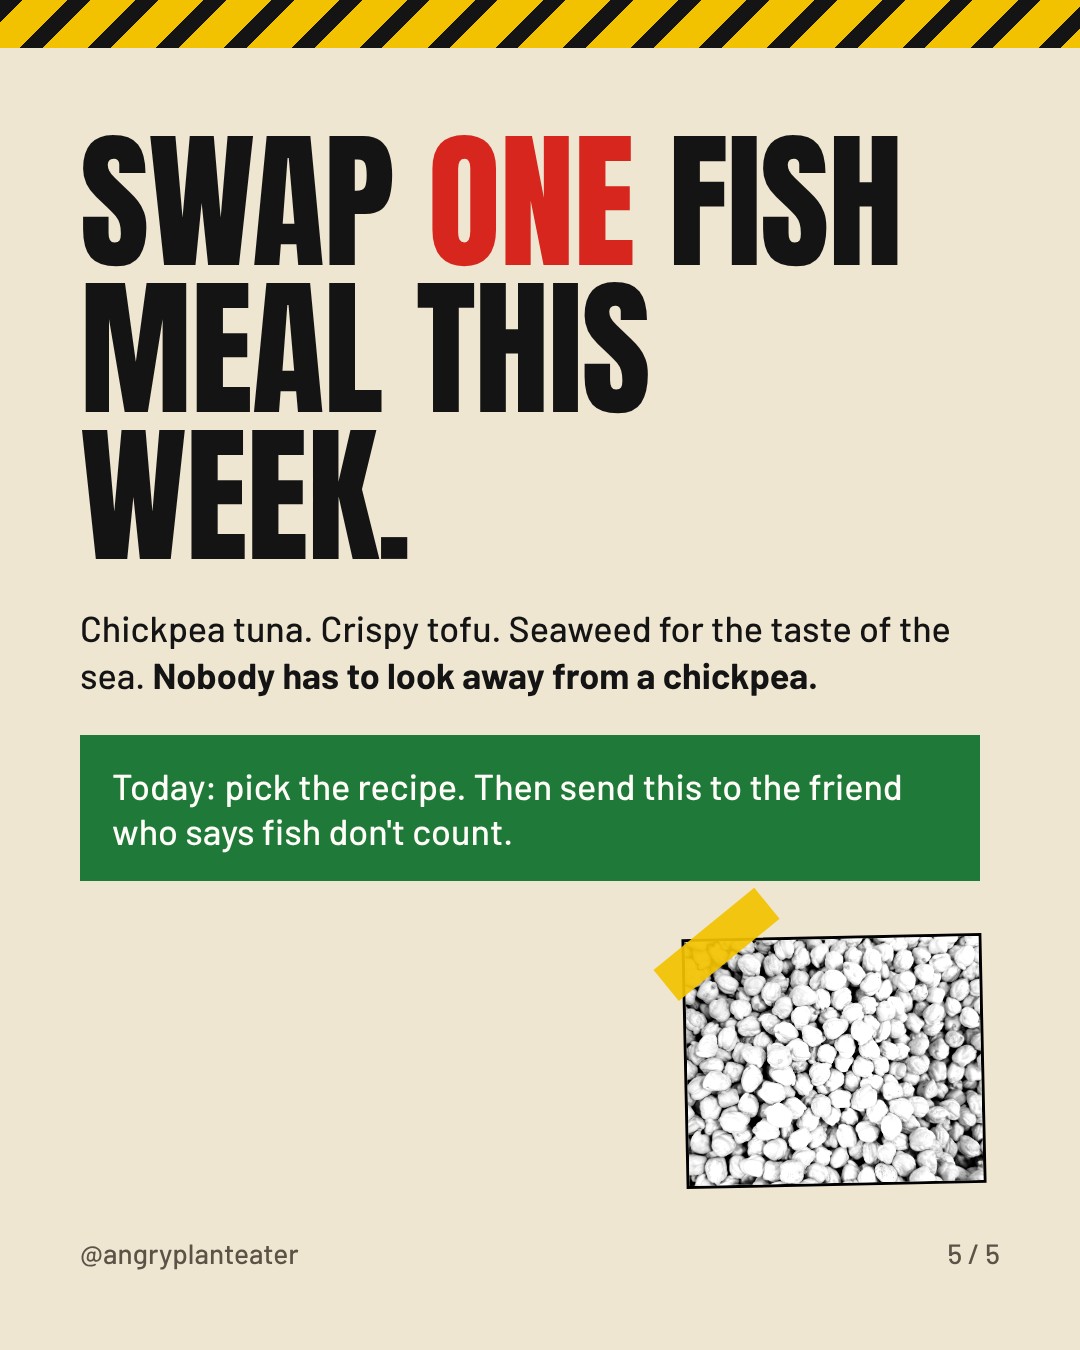 SWAP ONE FISH
MEAL THIS
WEEK.
Chickpea tuna. Crispy tofu. Seaweed for the taste of the
sea. Nobody has to look away from a chickpea.
Today: pick the recipe. Then send this to the friend
who says fish don't count.
@angryplanteater
5 / 5